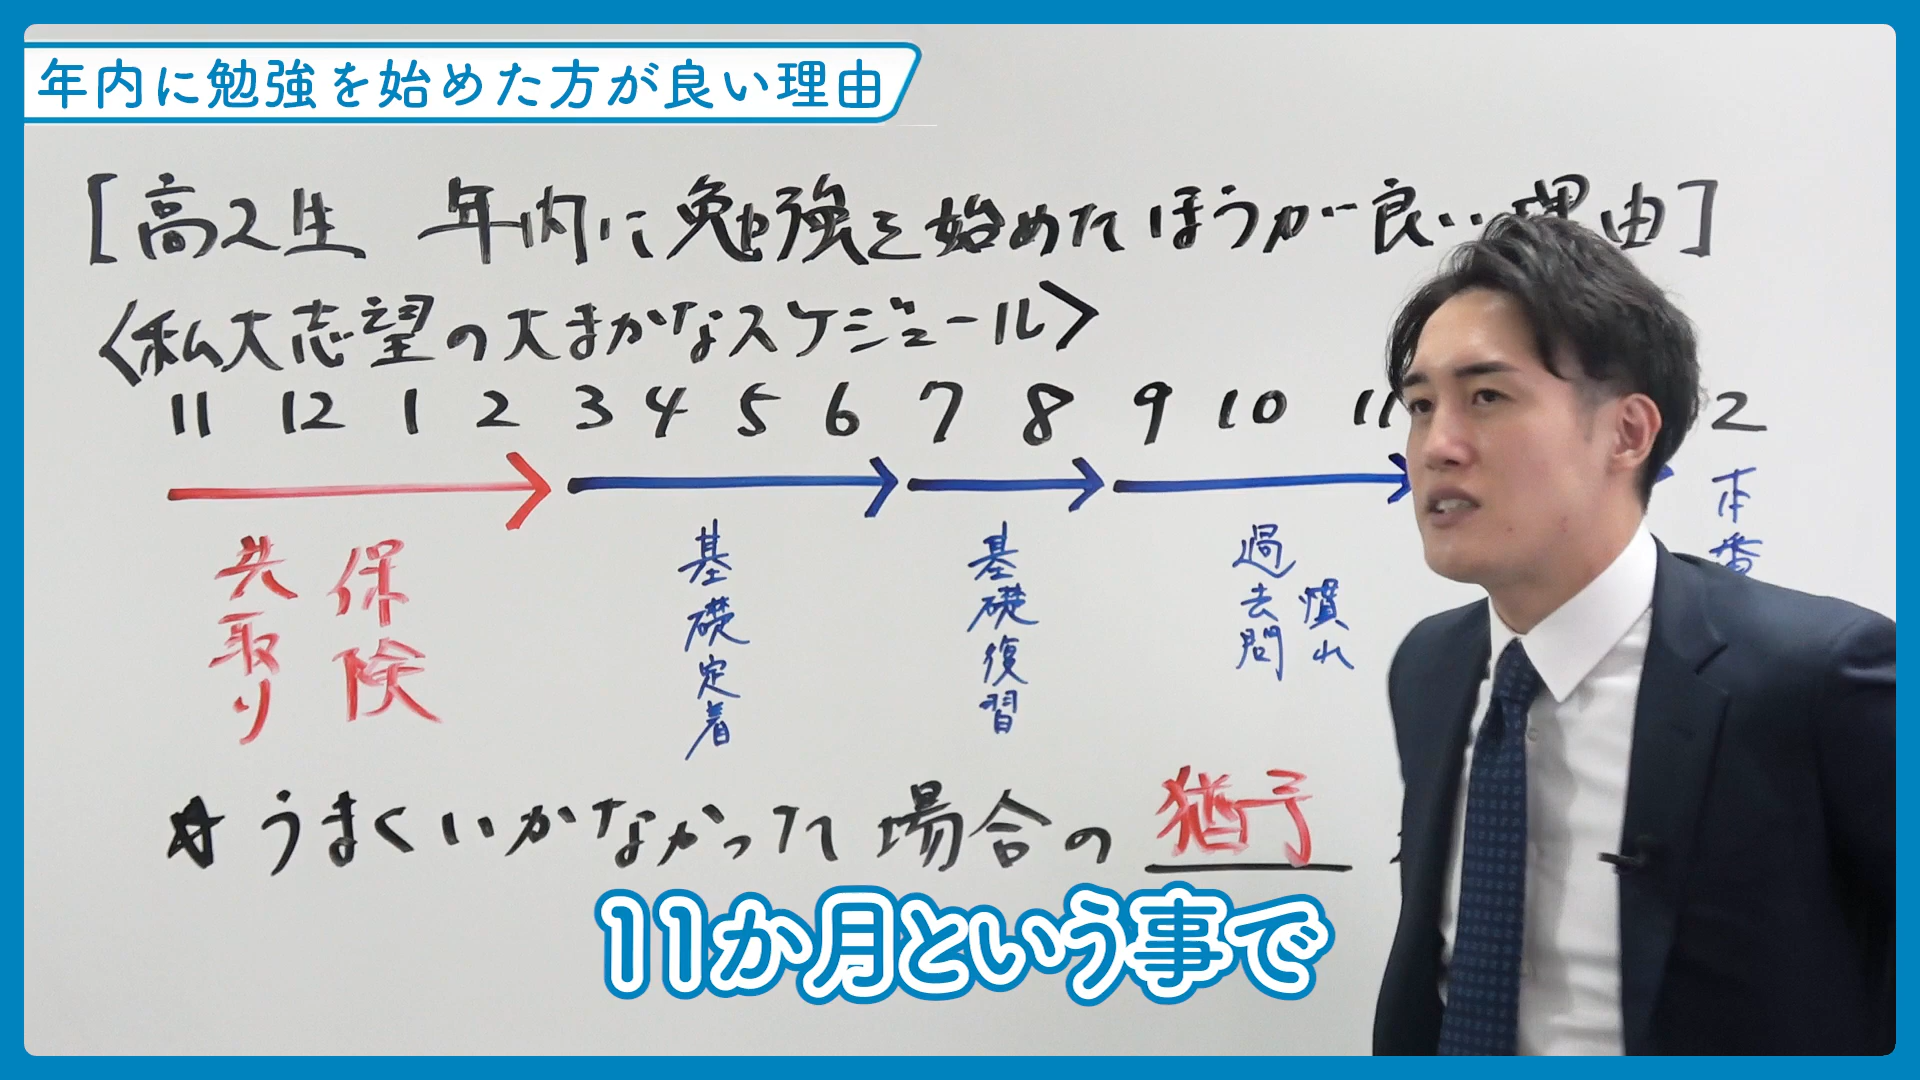 年内に勉強を始めた方が良い理由
[高2生 年内に勉強を始めたほうが良い理由]
〈私大志望の大まかなスケジュール〉
11 12 1 2 3 4 5 6 7 8 9 10 11 2
先取り
保険
基礎定着
基礎復習
過去問
慣れ
本番
☆うまくいかなかった場合の猶予
11か月という事で